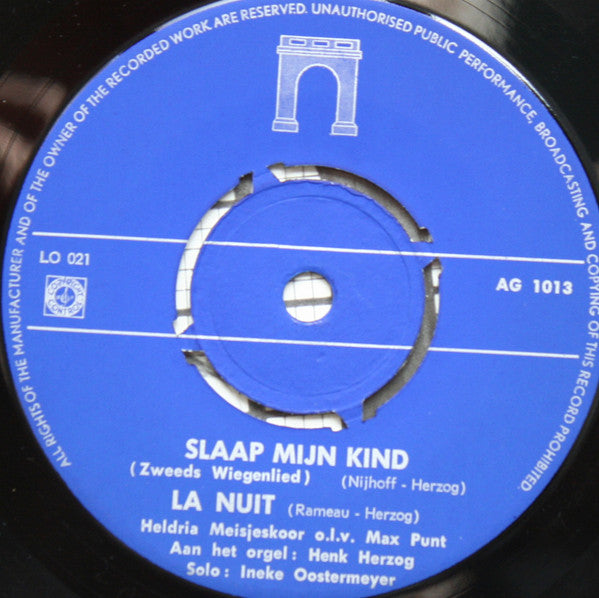 ALL RIGHTS OF THE MANUFACTURER AND OF THE OWNER OF THE RECORDED WORK ARE RESERVED. UNAUTHORISED PUBLIC PERFORMANCE, BROADCASTING AND COPYING OF THIS RECORD PROHIBITED.
LO 021
AG 1013
SLAAP MIJN KIND
(Zweeds Wiegenlied) (Nijhoff - Herzog)
LA NUIT (Rameau - Herzog)
Heldria Meisjeskoor o.l.v. Max Punt
Aan het orgel: Henk Herzog
Solo: Ineke Oostermeyer